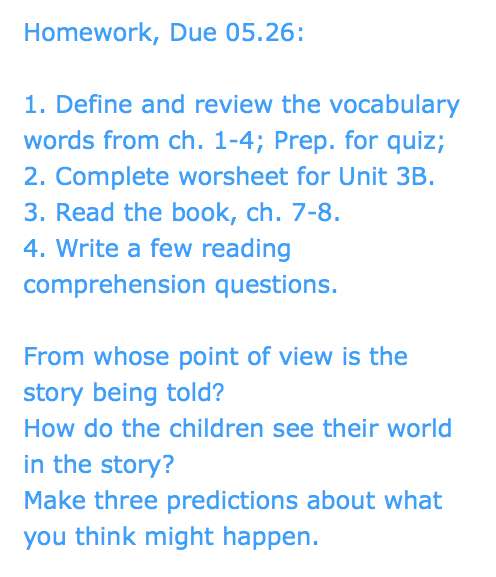 Homework, Due 05.26:
1. Define and review the vocabulary
words from ch. 1-4; Prep. for quiz;
2. Complete worsheet for Unit 3B.
3. Read the book, ch. 7-8.
4. Write a few reading
comprehension questions.
From whose point of view is the
story being told?
How do the children see their world
in the story?
Make three predictions about what
you think might happen.